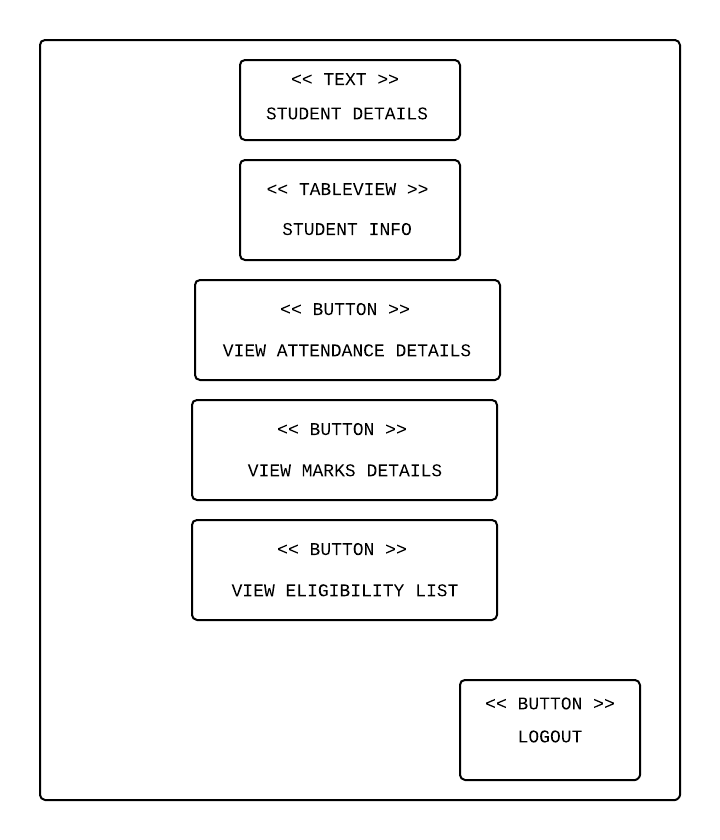 << TEXT >>
STUDENT DETAILS
<< TABLEVIEW >>
STUDENT INFO
<< BUTTON >>
VIEW ATTENDANCE DETAILS
<< BUTTON >>
VIEW MARKS DETAILS
<< BUTTON >>
VIEW ELIGIBILITY LIST
<< BUTTON >>
LOGOUT